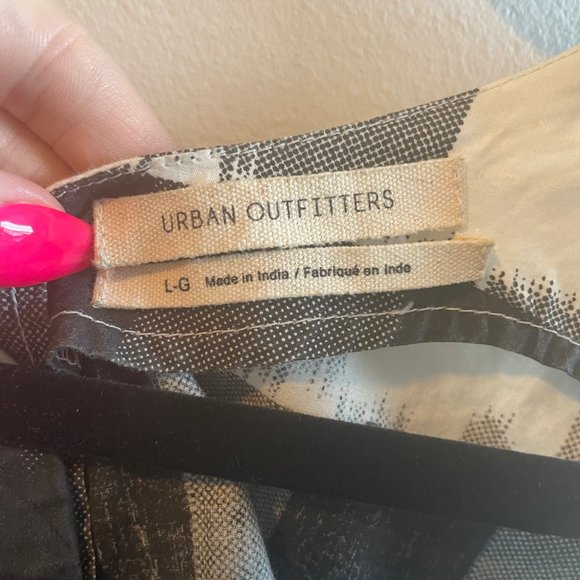 URBAN OUTFITTERS
L-G Made in India / Fabriqué en Inde